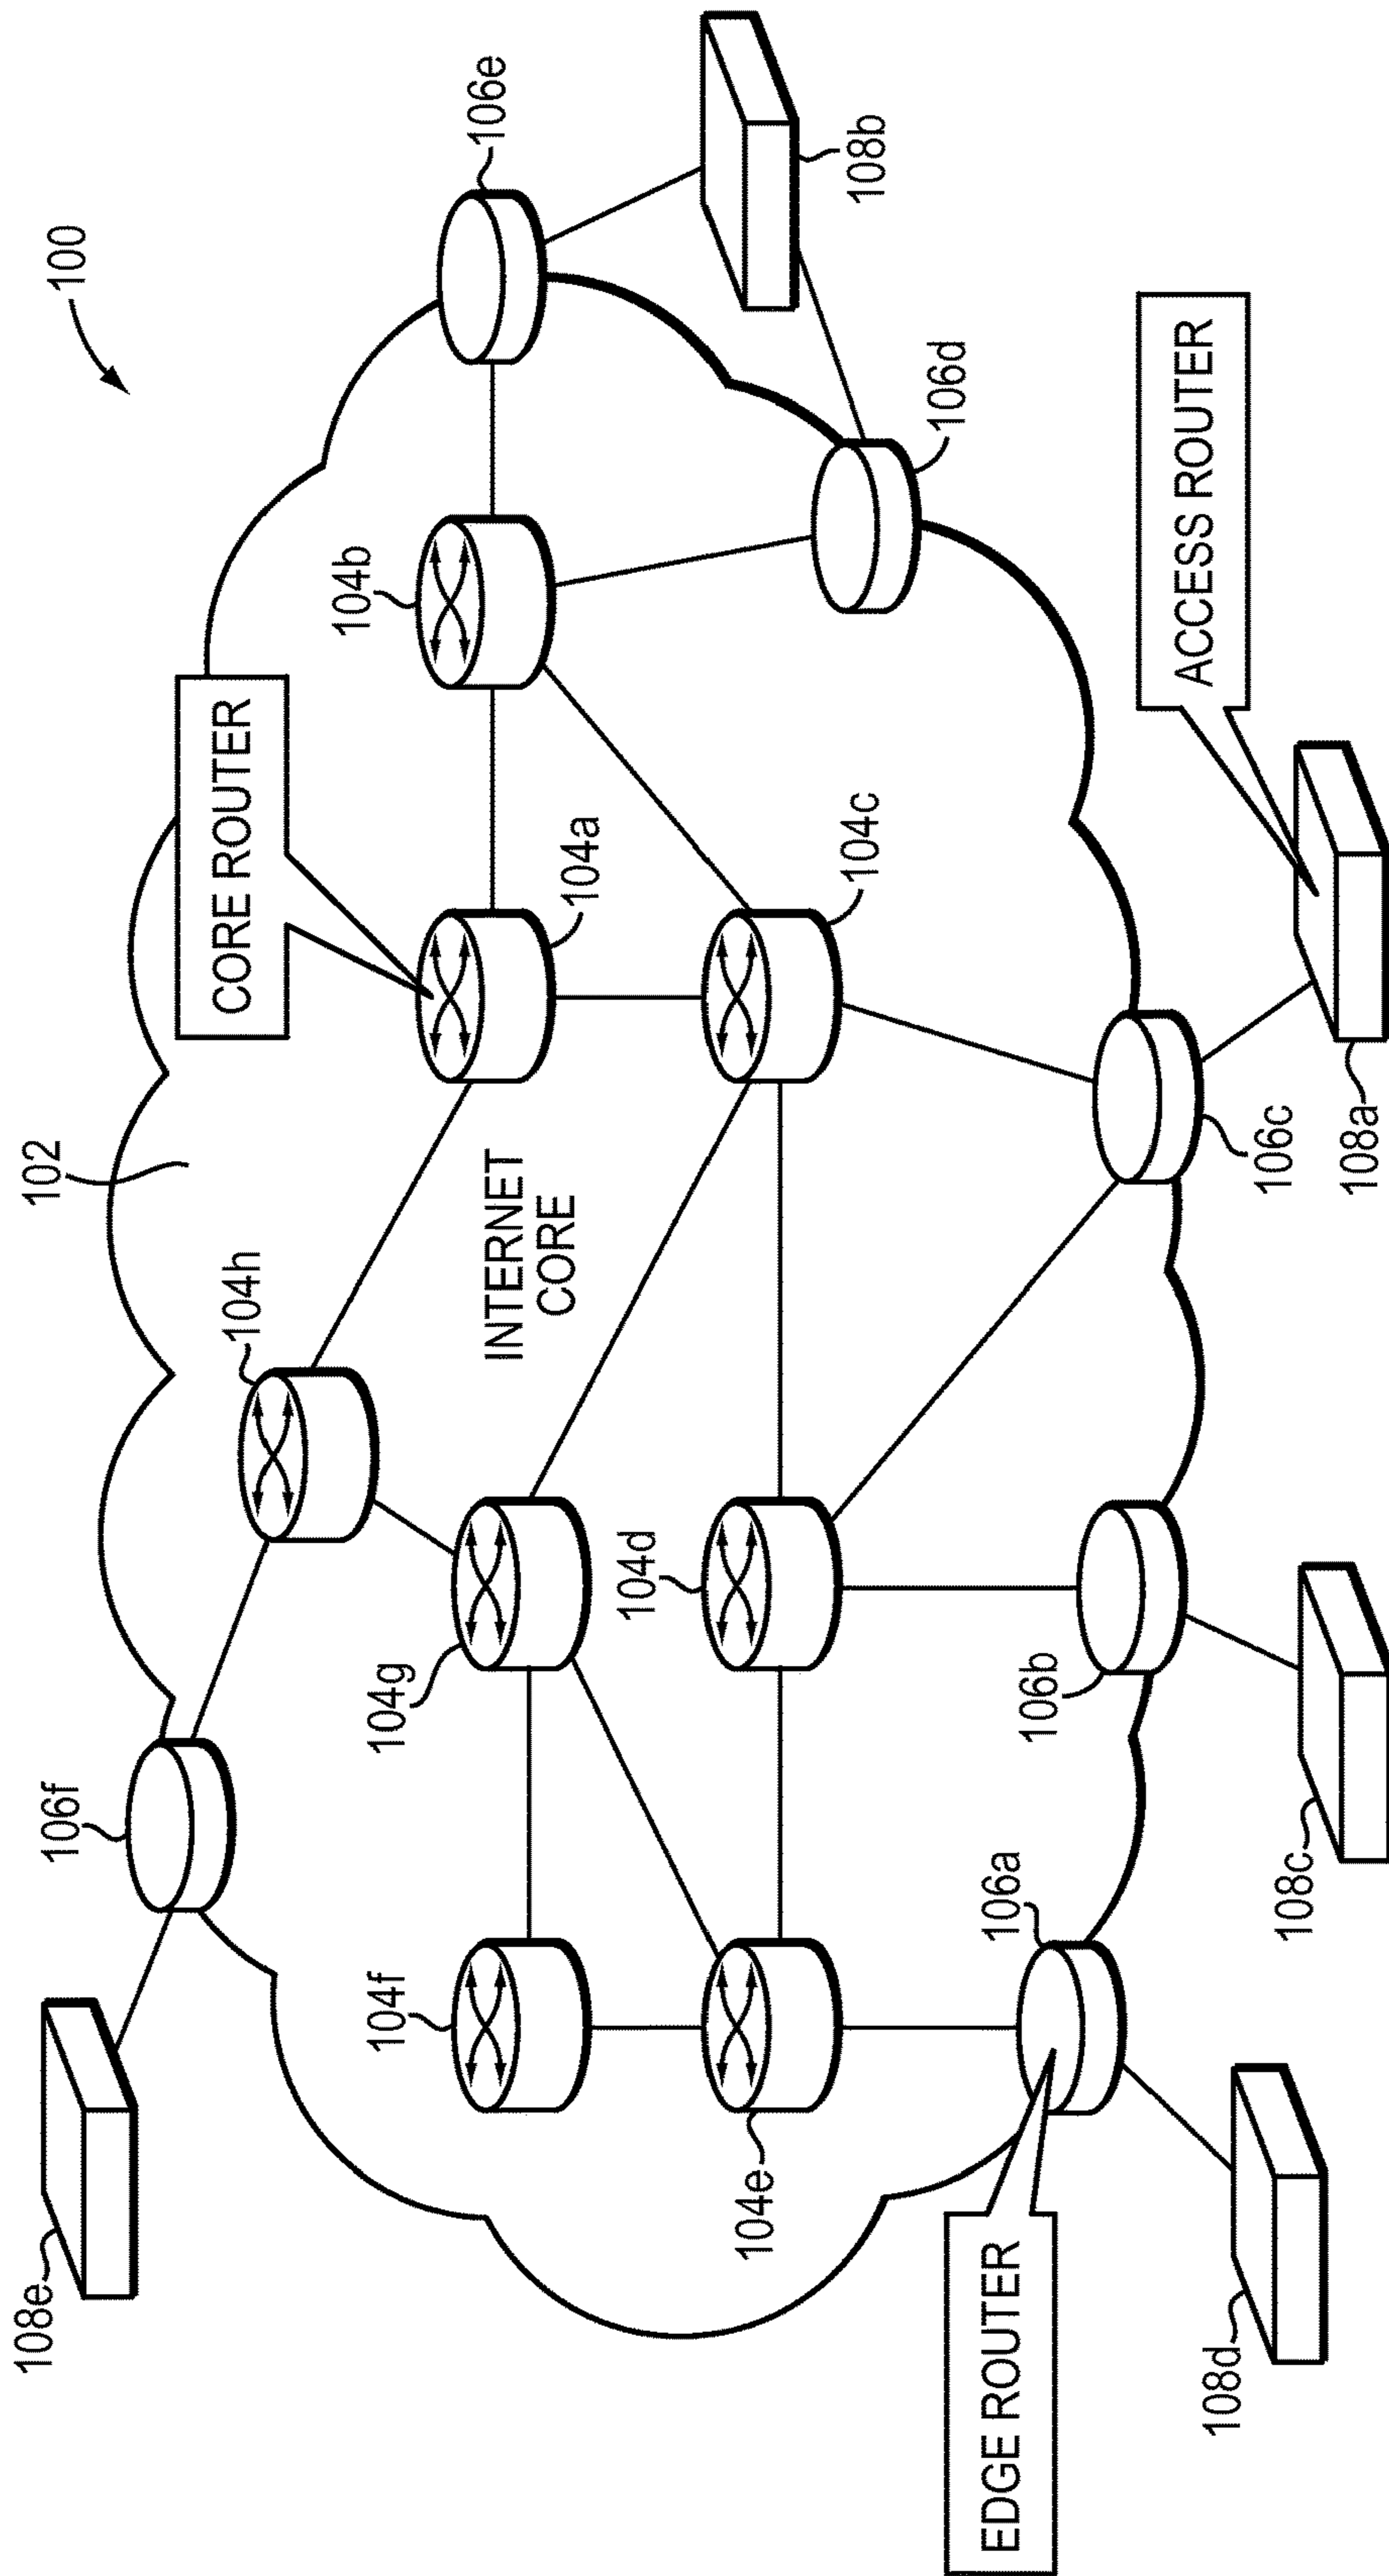 100
102
CORE ROUTER
106f
108e
104h
104b
106e
104a
INTERNET
CORE
104g
104f
104d
104c
106d
108b
104e
106a
106b
106c
ACCESS ROUTER
EDGE ROUTER
108d
108c
108a